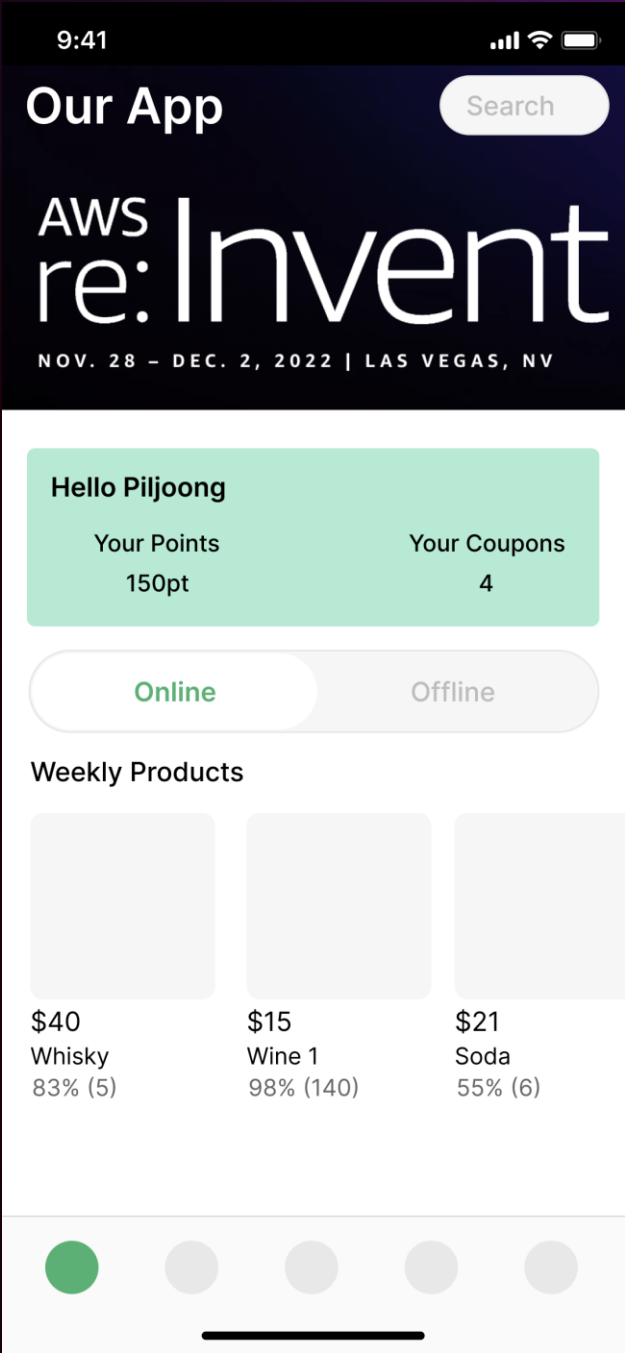 9:41
Our App
Search
AWS
re:Invent
NOV. 28 – DEC. 2, 2022 | LAS VEGAS, NV
Hello Piljoong
Your Points Your Coupons
150pt 4
Online Offline
Weekly Products
$40 $15 $21
Whisky Wine 1 Soda
83% (5) 98% (140) 55% (6)